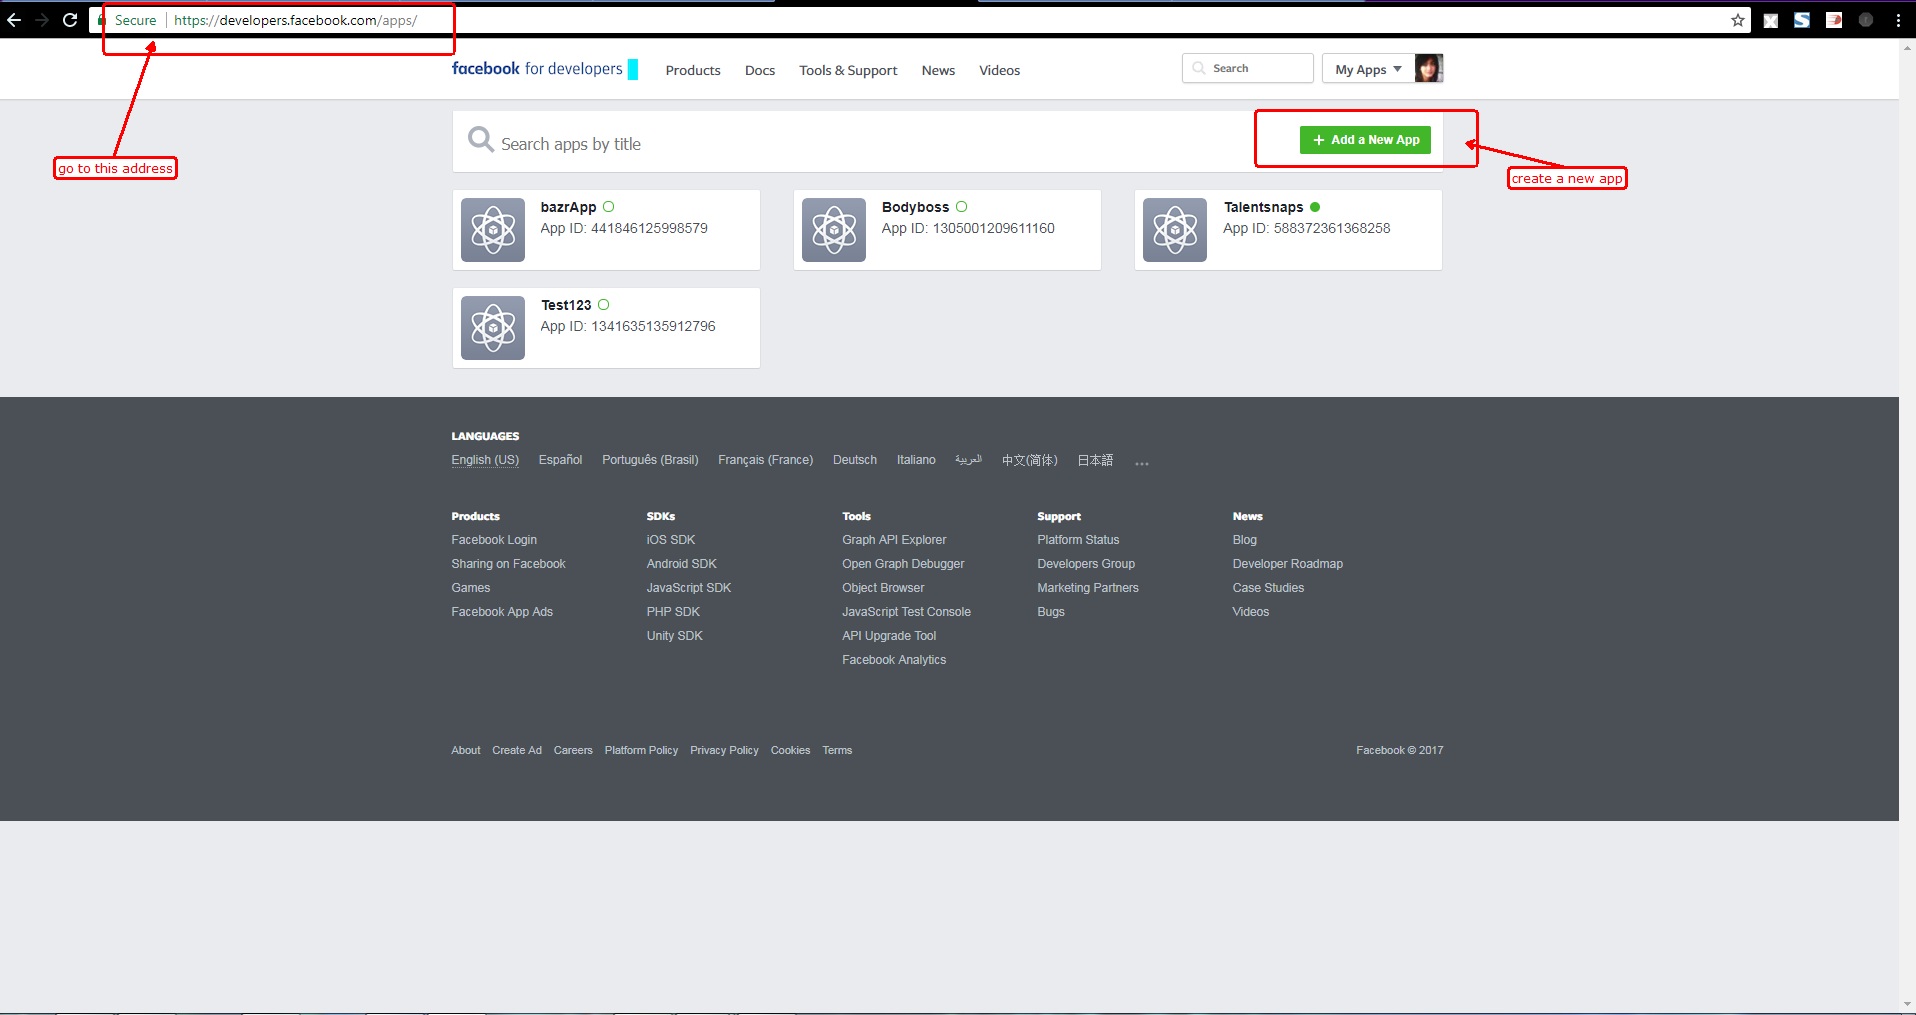 Secure https://developers.facebook.com/apps/
facebook for developers Products Docs Tools & Support News Videos Search My Apps
go to this address
Search apps by title + Add a New App
create a new app
bazrApp
App ID: 441846125998579
Bodyboss
App ID: 1305001209611160
Talentsnaps
App ID: 588372361368258
Test123
App ID: 1341635135912796
LANGUAGES
English (US) Español Português (Brasil) Français (France) Deutsch Italiano العربية 中文(简体) 日本語 ...
Products
Facebook Login
Sharing on Facebook
Games
Facebook App Ads
SDKs
iOS SDK
Android SDK
JavaScript SDK
PHP SDK
Unity SDK
Tools
Graph API Explorer
Open Graph Debugger
Object Browser
JavaScript Test Console
API Upgrade Tool
Facebook Analytics
Support
Platform Status
Developers Group
Marketing Partners
Bugs
News
Blog
Developer Roadmap
Case Studies
Videos
About Create Ad Careers Platform Policy Privacy Policy Cookies Terms Facebook © 2017